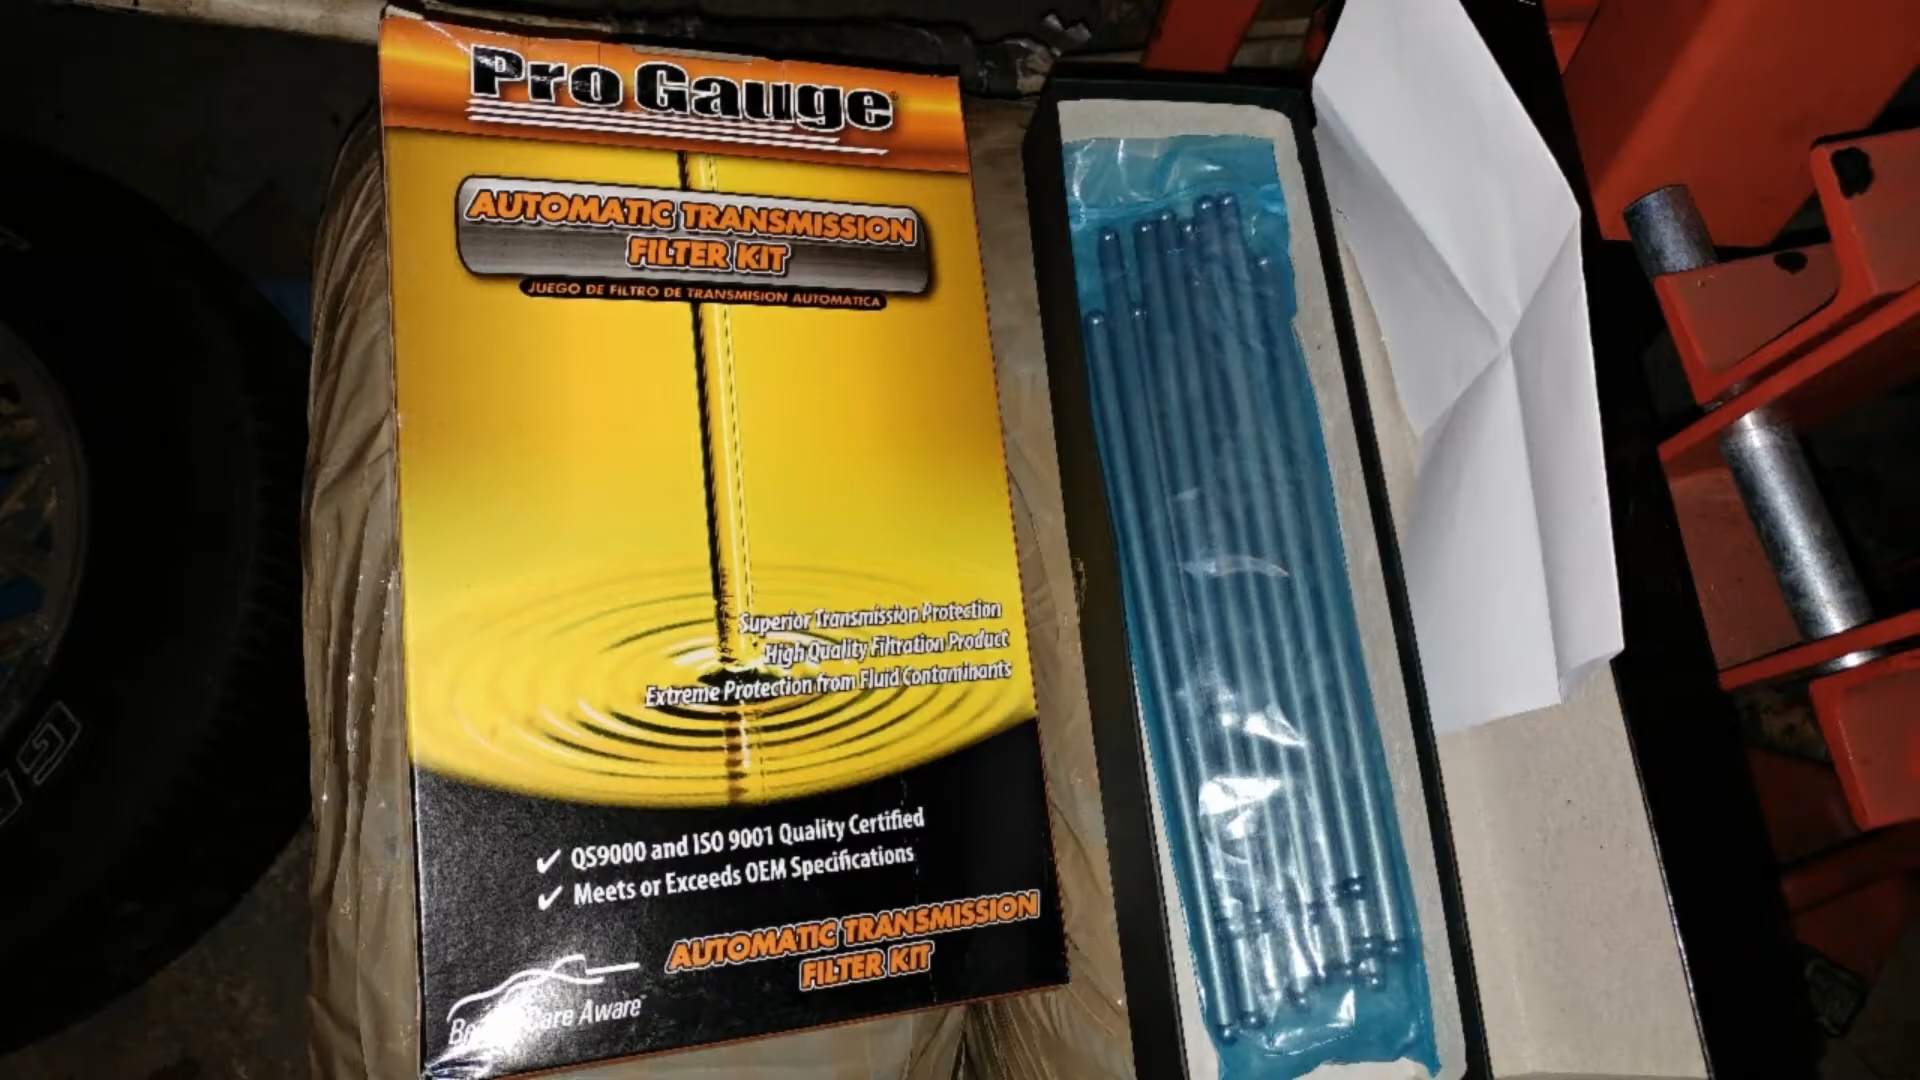 Pro Gauge
AUTOMATIC TRANSMISSION
FILTER KIT
JUEGO DE FILTRO DE TRANSMISION AUTOMATICA
Superior Transmission Protection
High Quality Filtration Product
Extreme Protection from Fluid Contaminants
✓ QS9000 and ISO 9001 Quality Certified
✓ Meets or Exceeds OEM Specifications
AUTOMATIC TRANSMISSION
FILTER KIT
Care Aware